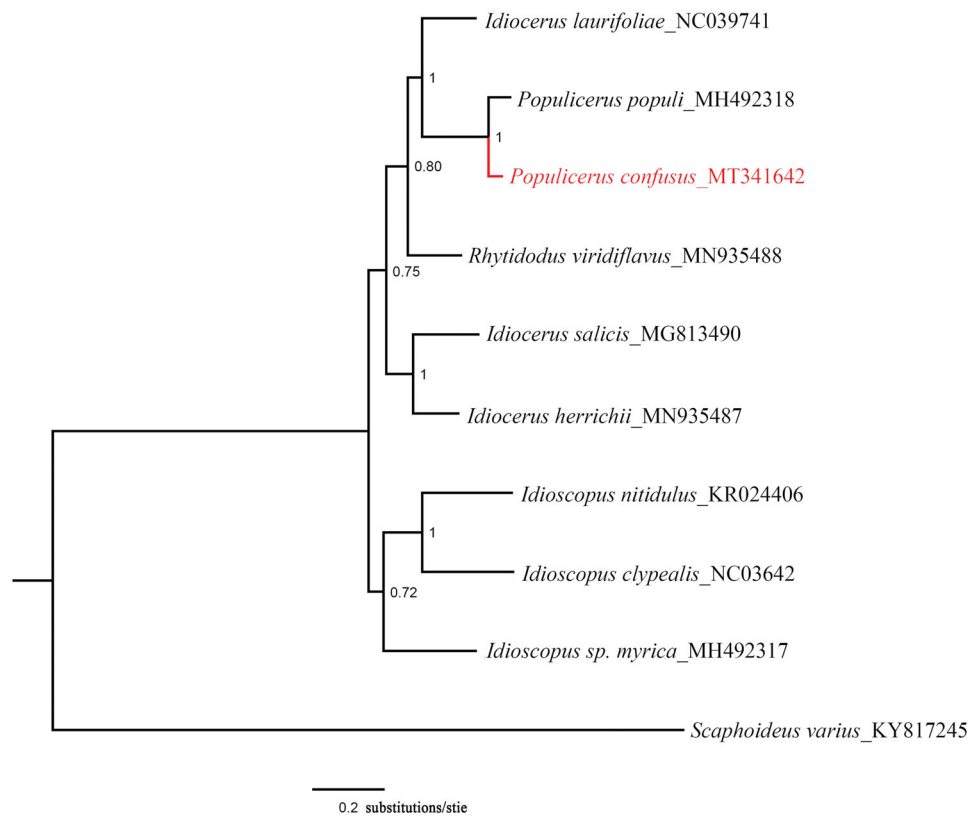 Idiocerus laurifoliae_NC039741
1
Populicerus populi_MH492318
1
0.80
Populicerus confusus_MT341642
Rhytidodus viridiflavus_MN935488
0.75
Idiocerus salicis_MG813490
1
Idiocerus herrichii_MN935487
Idioscopus nitidulus_KR024406
1
Idioscopus clypealis_NC03642
0.72
Idioscopus sp. myrica_MH492317
Scaphoideus varius_KY817245
0.2 substitutions/stie